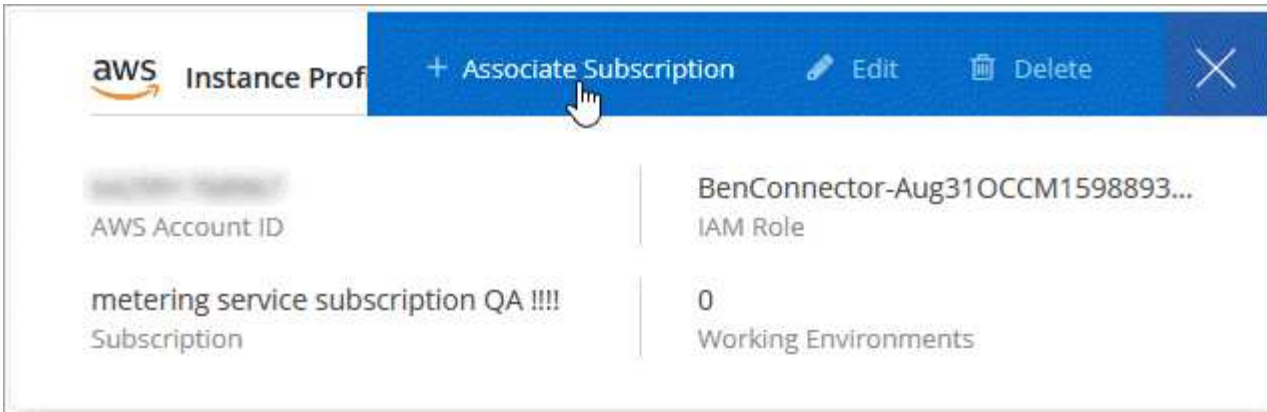 aws Instance Prof + Associate Subscription Edit Delete
BenConnector-Aug31OCCM1598893...
AWS Account ID IAM Role
metering service subscription QA !!!! 0
Subscription Working Environments